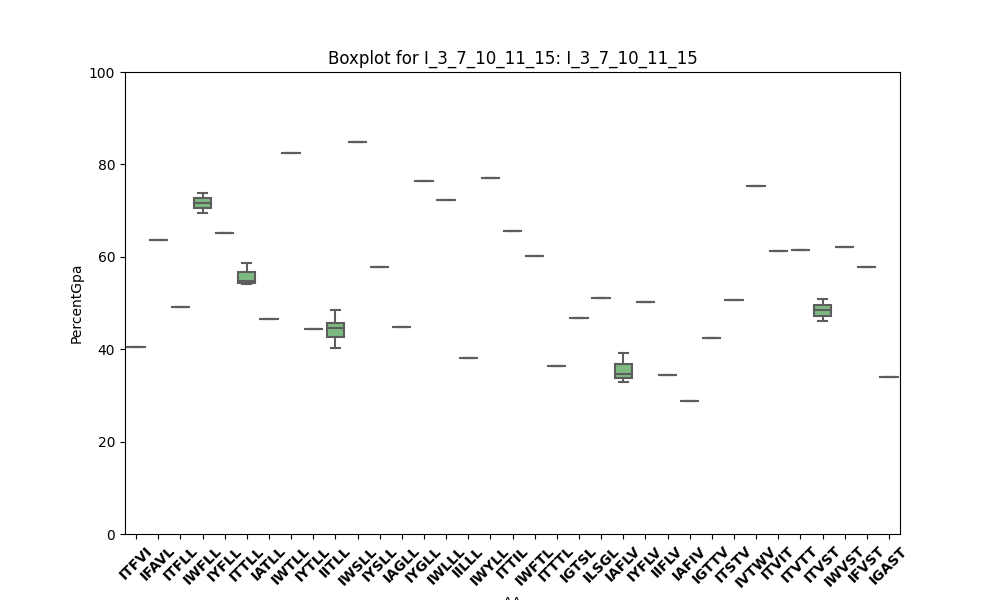 Boxplot for I_3_7_10_11_15: I_3_7_10_11_15
100
80
60
40
20
0
PercentGpa
ITFVI
IFAVL
ITFLL
IWFLL
IYFLL
ITTLL
IATLL
IWTLL
IYTLL
IITLL
IWSLL
IYSLL
IAGLL
IYGLL
IWLLL
IILLL
IWYLL
ITTIL
IWFTL
ITTTL
IGTSL
ILSGL
IAFLV
IYFLV
IIFLV
IAFIV
IGTTV
ITSTV
IVTWV
ITVIT
ITVTT
ITVST
IWVST
IFVST
IGAST